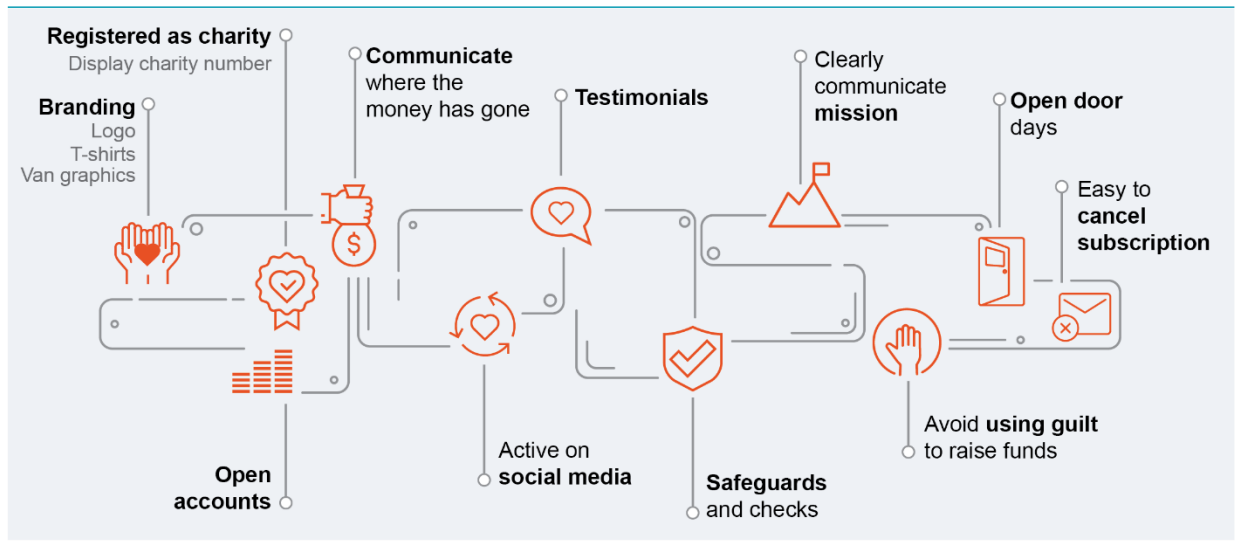 Registered as charity
Display charity number
Branding
Logo
T-shirts
Van graphics
Communicate
where the
money has gone
Testimonials
Clearly
communicate
mission
Open door
days
Easy to
cancel
subscription
$
Open
accounts
Active on
social media
Safeguards
and checks
Avoid using guilt
to raise funds